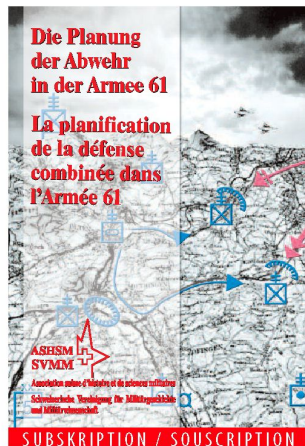 Die Planung
der Abwehr
in der Armee 61
La planification
de la défense
combinée dans
l'Armée 61
ASHSM
SVMM
Association suisse d'histoire et de sciences militaires
Schweizerische Vereinigung für Militärgeschichte
und Militärwissenschaft
SUBSKRIPTION / SOUSCRIPTION